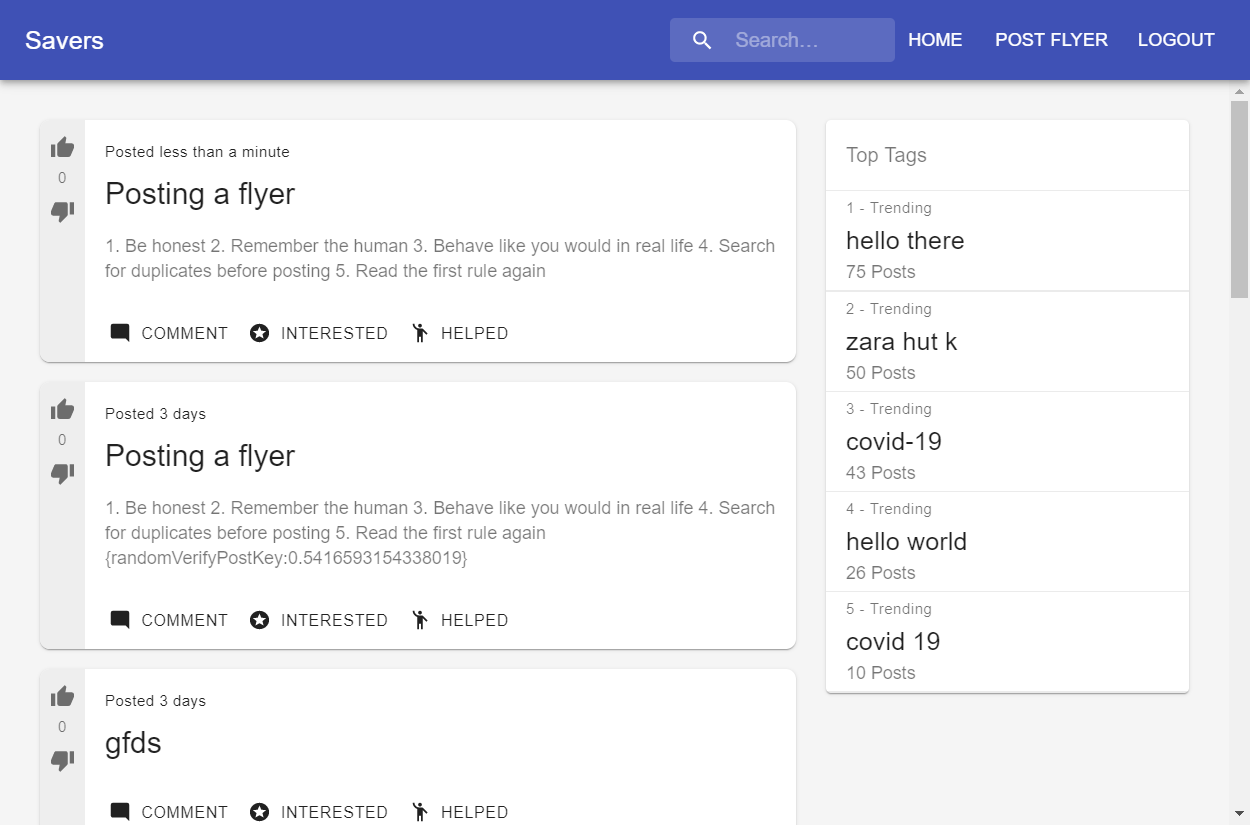 Savers
Search…
HOME
POST FLYER
LOGOUT
0
Posted less than a minute
Posting a flyer
1. Be honest 2. Remember the human 3. Behave like you would in real life 4. Search
for duplicates before posting 5. Read the first rule again
COMMENT
INTERESTED
HELPED
0
Posted 3 days
Posting a flyer
1. Be honest 2. Remember the human 3. Behave like you would in real life 4. Search
for duplicates before posting 5. Read the first rule again
{randomVerifyPostKey:0.5416593154338019}
COMMENT
INTERESTED
HELPED
0
Posted 3 days
gfds
COMMENT
INTERESTED
HELPED
Top Tags
1 - Trending
hello there
75 Posts
2 - Trending
zara hut k
50 Posts
3 - Trending
covid-19
43 Posts
4 - Trending
hello world
26 Posts
5 - Trending
covid 19
10 Posts